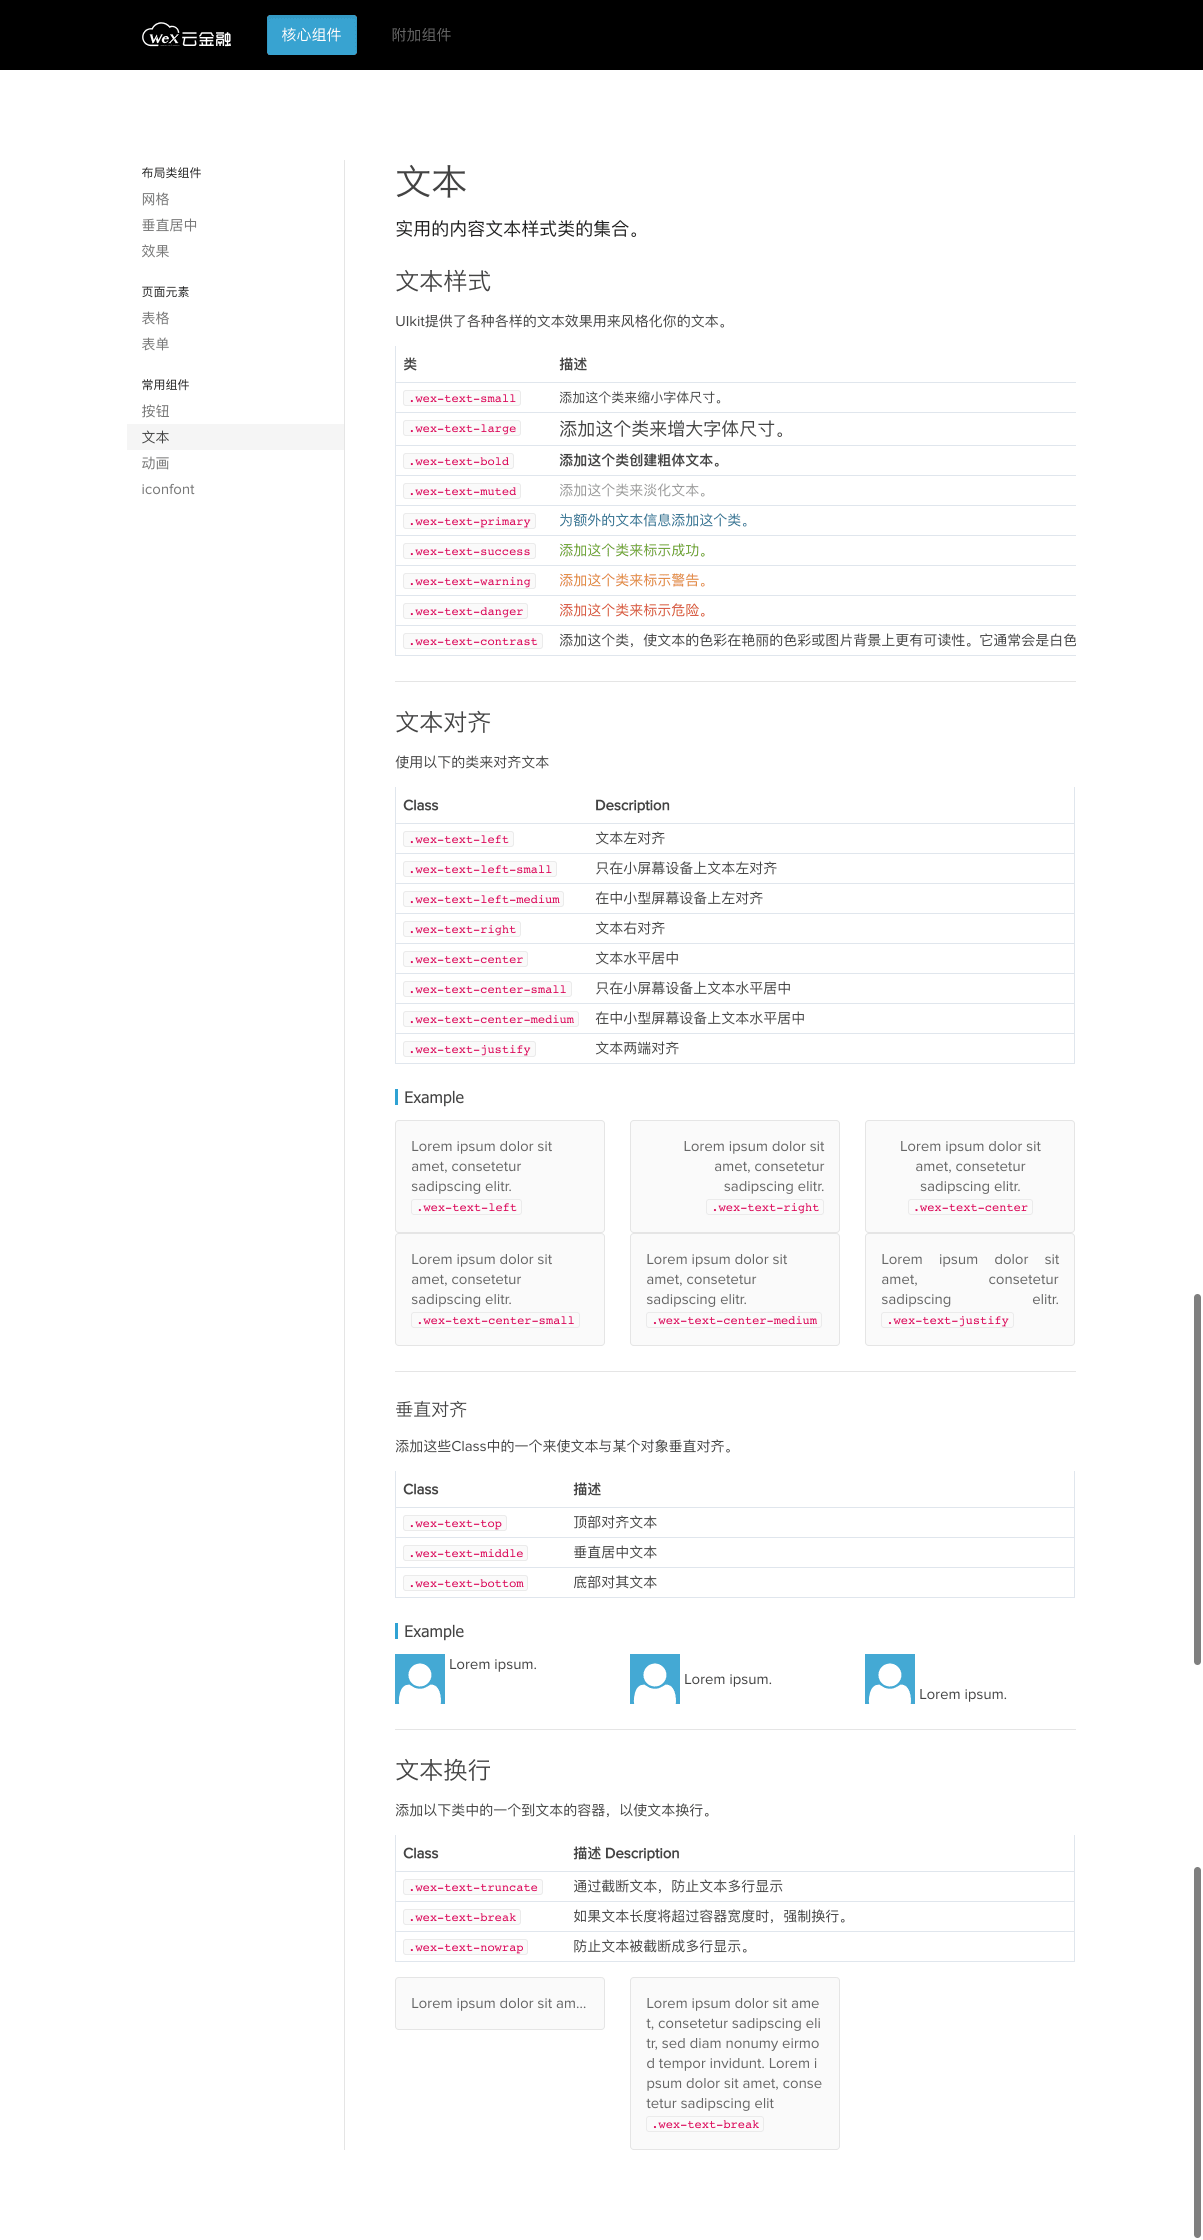 WeX云金融 核心组件 附加组件
布局类组件
网格
垂直居中
效果
页面元素
表格
表单
常用组件
按钮
文本
动画
iconfont
文本
实用的内容文本样式类的集合。
文本样式
UIkit提供了各种各样的文本效果用来风格化你的文本。
类 描述
.wex-text-small 添加这个类来缩小字体尺寸。
.wex-text-large 添加这个类来增大字体尺寸。
.wex-text-bold 添加这个类创建粗体文本。
.wex-text-muted 添加这个类来淡化文本。
.wex-text-primary 为额外的文本信息添加这个类。
.wex-text-success 添加这个类来标示成功。
.wex-text-warning 添加这个类来标示警告。
.wex-text-danger 添加这个类来标示危险。
.wex-text-contrast 添加这个类，使文本的色彩在艳丽的色彩或图片背景上更有可读性。它通常会是白色
文本对齐
使用以下的类来对齐文本
Class Description
.wex-text-left 文本左对齐
.wex-text-left-small 只在小屏幕设备上文本左对齐
.wex-text-left-medium 在中小型屏幕设备上左对齐
.wex-text-right 文本右对齐
.wex-text-center 文本水平居中
.wex-text-center-small 只在小屏幕设备上文本水平居中
.wex-text-center-medium 在中小型屏幕设备上文本水平居中
.wex-text-justify 文本两端对齐
Example
Lorem ipsum dolor sit
amet, consetetur
sadipscing elitr.
.wex-text-left
Lorem ipsum dolor sit
amet, consetetur
sadipscing elitr.
.wex-text-right
Lorem ipsum dolor sit
amet, consetetur
sadipscing elitr.
.wex-text-center
Lorem ipsum dolor sit
amet, consetetur
sadipscing elitr.
.wex-text-center-small
Lorem ipsum dolor sit
amet, consetetur
sadipscing elitr.
.wex-text-center-medium
Lorem ipsum dolor sit
amet, consetetur
sadipscing elitr.
.wex-text-justify
垂直对齐
添加这些Class中的一个来使文本与某个对象垂直对齐。
Class 描述
.wex-text-top 顶部对齐文本
.wex-text-middle 垂直居中文本
.wex-text-bottom 底部对其文本
Example
Lorem ipsum.
Lorem ipsum.
Lorem ipsum.
文本换行
添加以下类中的一个到文本的容器，以使文本换行。
Class 描述 Description
.wex-text-truncate 通过截断文本，防止文本多行显示
.wex-text-break 如果文本长度将超过容器宽度时，强制换行。
.wex-text-nowrap 防止文本被截断成多行显示。
Lorem ipsum dolor sit am...
Lorem ipsum dolor sit ame
t, consetetur sadipscing eli
tr, sed diam nonumy eirmo
d tempor invidunt. Lorem i
psum dolor sit amet, conse
tetur sadipscing elit
.wex-text-break